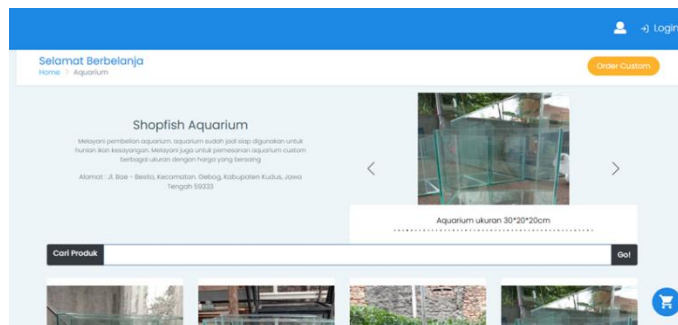 Login
Selamat Berbelanja
Home > Aquarium
Order Custom
Shopfish Aquarium
Melayani pembelian aquarium. aquarium sudah jadi siap digunakan untuk
hunian ikan kesayangan. Melayani juga untuk pemesanan aquarium custom
berbagai ukuran dengan harga yang bersaing
Alamat : Jl. Bae - Besito, Kecamatan. Gebog, Kabupaten Kudus, Jawa
Tengah 59333
Aquarium ukuran 30*20*20cm
Cari Produk
Go!